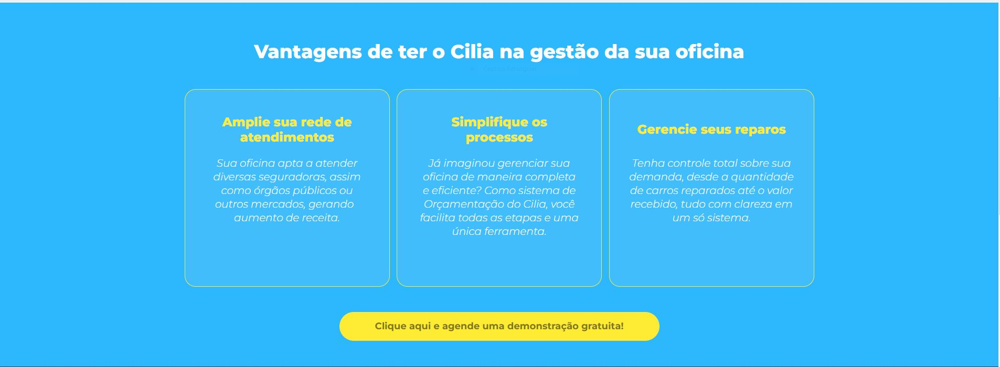 Vantagens de ter o Cilia na gestão da sua oficina
Captura Retangular
Amplie sua rede de
atendimentos
Sua oficina apta a atender
diversas seguradoras, assim
como órgãos públicos ou
outros mercados, gerando
aumento de receita.
Simplifique os
processos
Já imaginou gerenciar sua
oficina de maneira completa
e eficiente? Como sistema de
Orçamentação do Cilia, você
facilita todas as etapas e uma
única ferramenta.
Gerencie seus reparos
Tenha controle total sobre sua
demanda, desde a quantidade
de carros reparados até o valor
recebido, tudo com clareza em
um só sistema.
Clique aqui e agende uma demonstração gratuita!